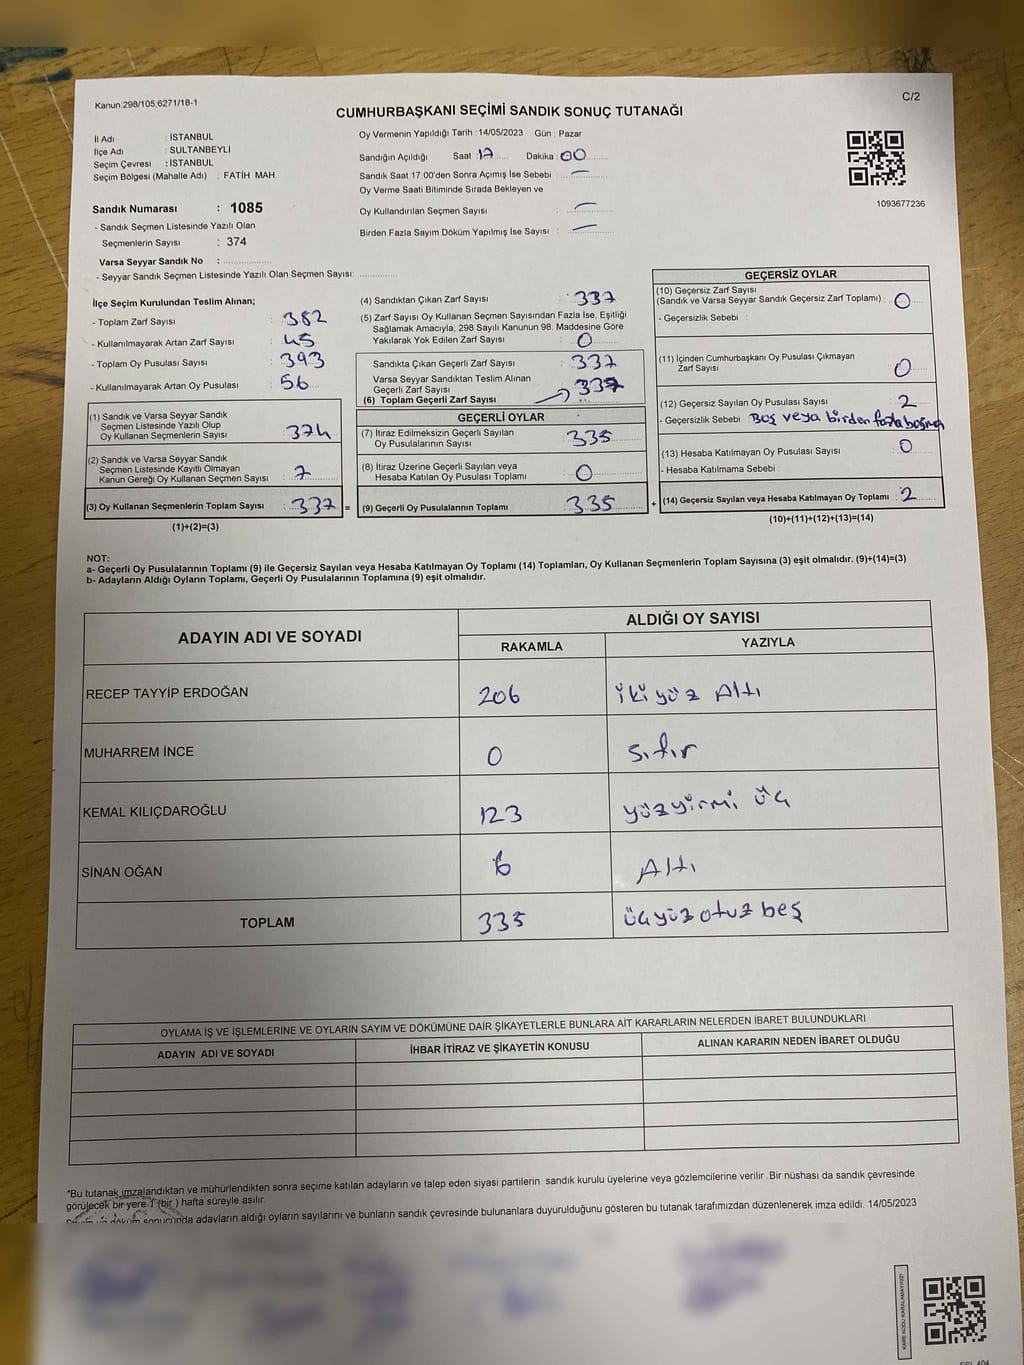 Kanun:298/105,6271/18-1
C/2
CUMHURBAŞKANI SEÇİMİ SANDIK SONUÇ TUTANAĞI
İl Adı : İSTANBUL
İlçe Adı : SULTANBEYLİ
Seçim Çevresi : İSTANBUL
Seçim Bölgesi (Mahalle Adı) : FATİH MAH.
Sandık Numarası : 1085
- Sandık Seçmen Listesinde Yazılı Olan
Seçmenlerin Sayısı : 374
Varsa Seyyar Sandık No :
- Seyyar Sandık Seçmen Listesinde Yazılı Olan Seçmen Sayısı:
Oy Vermenin Yapıldığı Tarih : 14/05/2023 Gün : Pazar
Sandığın Açıldığı Saat : 17 Dakika : 00
Sandık Saat 17:00'den Sonra Açımış İse Sebebi : —
Oy Verme Saati Bitiminde Sırada Bekleyen ve
Oy Kullandırılan Seçmen Sayısı : —
Birden Fazla Sayım Döküm Yapılmış İse Sayısı : —
1093677236
İlçe Seçim Kurulundan Teslim Alınan;
- Toplam Zarf Sayısı : 382
- Kullanılmayarak Artan Zarf Sayısı : 45
- Toplam Oy Pusulası Sayısı : 393
- Kullanılmayarak Artan Oy Pusulası : 56
(1) Sandık ve Varsa Seyyar Sandık
Seçmen Listesinde Yazılı Olup
Oy Kullanan Seçmenlerin Sayısı : 374
(2) Sandık ve Varsa Seyyar Sandık
Seçmen Listesinde Kayıtlı Olmayan
Kanun Gereği Oy Kullanan Seçmen Sayısı : 7
(3) Oy Kullanan Seçmenlerin Toplam Sayısı : 337 =
(1)+(2)=(3)
(4) Sandıktan Çıkan Zarf Sayısı : 337
(5) Zarf Sayısı Oy Kullanan Seçmen Sayısından Fazla İse, Eşitliği
Sağlamak Amacıyla; 298 Sayılı Kanunun 98. Maddesine Göre
Yakılarak Yok Edilen Zarf Sayısı : 0
Sandıkta Çıkan Geçerli Zarf Sayısı : 337
Varsa Seyyar Sandıktan Teslim Alınan
Geçerli Zarf Sayısı
(6) Toplam Geçerli Zarf Sayısı 337
GEÇERLİ OYLAR
(7) İtiraz Edilmeksizin Geçerli Sayılan
Oy Pusulalarının Sayısı : 335
(8) İtiraz Üzerine Geçerli Sayılan veya
Hesaba Katılan Oy Pusulası Toplamı : 0
(9) Geçerli Oy Pusulalarının Toplamı : 335 +
GEÇERSİZ OYLAR
(10) Geçersiz Zarf Sayısı
(Sandık ve Varsa Seyyar Sandık Geçersiz Zarf Toplamı) : 0
- Geçersizlik Sebebi :
(11) İçinden Cumhurbaşkanı Oy Pusulası Çıkmayan
Zarf Sayısı : 0
(12) Geçersiz Sayılan Oy Pusulası Sayısı : 2
- Geçersizlik Sebebi : Boş veya birden fazla
(13) Hesaba Katılmayan Oy Pusulası Sayısı : 0
- Hesaba Katılmama Sebebi :
(14) Geçersiz Sayılan veya Hesaba Katılmayan Oy Toplamı : 2
(10)+(11)+(12)+(13)=(14)
NOT:
a- Geçerli Oy Pusulalarının Toplamı (9) ile Geçersiz Sayılan veya Hesaba Katılmayan Oy Toplamı (14) Toplamları, Oy Kullanan Seçmenlerin Toplam Sayısına (3) eşit olmalıdır. (9)+(14)=(3)
b- Adayların Aldığı Oyların Toplamı, Geçerli Oy Pusulalarının Toplamına (9) eşit olmalıdır.
ADAYIN ADI VE SOYADI ALDIĞI OY SAYISI
RAKAMLA YAZIYLA
RECEP TAYYİP ERDOĞAN 206 iki yüz Altı
MUHARREM İNCE 0 sıfır
KEMAL KILIÇDAROĞLU 123 yüzyirmi üç
SİNAN OĞAN 6 Altı
TOPLAM 335 üçyüz otuz beş
OYLAMA İŞ VE İŞLEMLERİNE VE OYLARIN SAYIM VE DÖKÜMÜNE DAİR ŞİKAYETLERLE BUNLARA AİT KARARLARIN NELERDEN İBARET BULUNDUKLARI
ADAYIN ADI VE SOYADI İHBAR İTİRAZ VE ŞİKAYETİN KONUSU ALINAN KARARIN NEDEN İBARET OLDUĞU
*Bu tutanak imzalandıktan ve mühürlendikten sonra seçime katılan adayların ve talep eden siyasi partilerin sandık kurulu üyelerine veya gözlemcilerine verilir. Bir nüshası da sandık çevresinde
görülecek bir yere 1 (bir ) hafta süreyle asılır.
döküm sonucunda adayların aldığı oyların sayılarını ve bunların sandık çevresinde bulunanlara duyurulduğunu gösteren bu tutanak tarafımızdan düzenlenerek imza edildi. 14/05/2023
KARE KODU KARALAMAYINIZ!